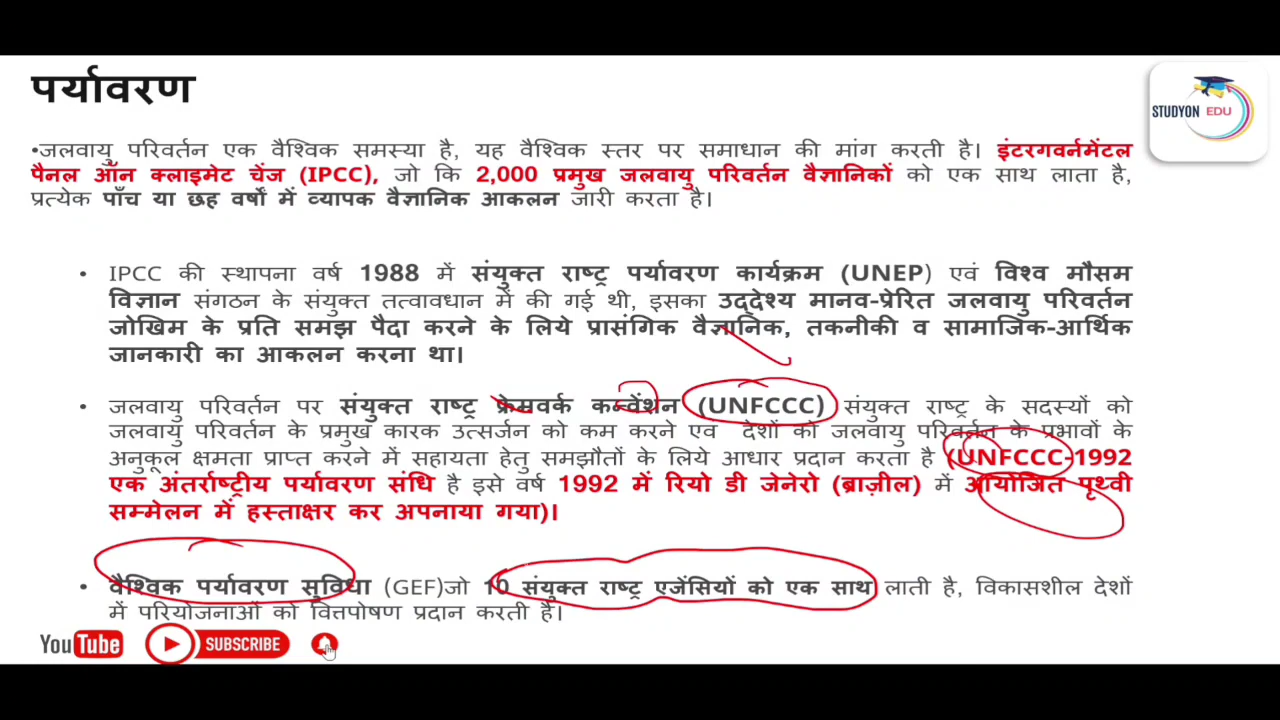 पर्यावरण
STUDYON EDU
•जलवायु परिवर्तन एक वैश्विक समस्या है, यह वैश्विक स्तर पर समाधान की मांग करती है। इंटरगवर्नमेंटल
पैनल ऑन क्लाइमेट चेंज (IPCC), जो कि 2,000 प्रमुख जलवायु परिवर्तन वैज्ञानिकों को एक साथ लाता है,
प्रत्येक पाँच या छह वर्षों में व्यापक वैज्ञानिक आकलन जारी करता है।
• IPCC की स्थापना वर्ष 1988 में संयुक्त राष्ट्र पर्यावरण कार्यक्रम (UNEP) एवं विश्व मौसम
विज्ञान संगठन के संयुक्त तत्वावधान में की गई थी, इसका उद्देश्य मानव-प्रेरित जलवायु परिवर्तन
जोखिम के प्रति समझ पैदा करने के लिये प्रासंगिक वैज्ञानिक, तकनीकी व सामाजिक-आर्थिक
जानकारी का आकलन करना था।
• जलवायु परिवर्तन पर संयुक्त राष्ट्र फ्रेमवर्क कन्वेंशन (UNFCCC) संयुक्त राष्ट्र के सदस्यों को
जलवायु परिवर्तन के प्रमुख कारक उत्सर्जन को कम करने एवं देशों को जलवायु परिवर्तन के प्रभावों के
अनुकूल क्षमता प्राप्त करने में सहायता हेतु समझौतों के लिये आधार प्रदान करता है (UNFCCC-1992
एक अंतर्राष्ट्रीय पर्यावरण संधि है इसे वर्ष 1992 में रियो डी जेनेरो (ब्राज़ील) में आयोजित पृथ्वी
सम्मेलन में हस्ताक्षर कर अपनाया गया)।
• वैश्विक पर्यावरण सुविधा (GEF)जो 10 संयुक्त राष्ट्र एजेंसियों को एक साथ लाती है, विकासशील देशों
में परियोजनाओं को वित्तपोषण प्रदान करती है।
YouTube SUBSCRIBE